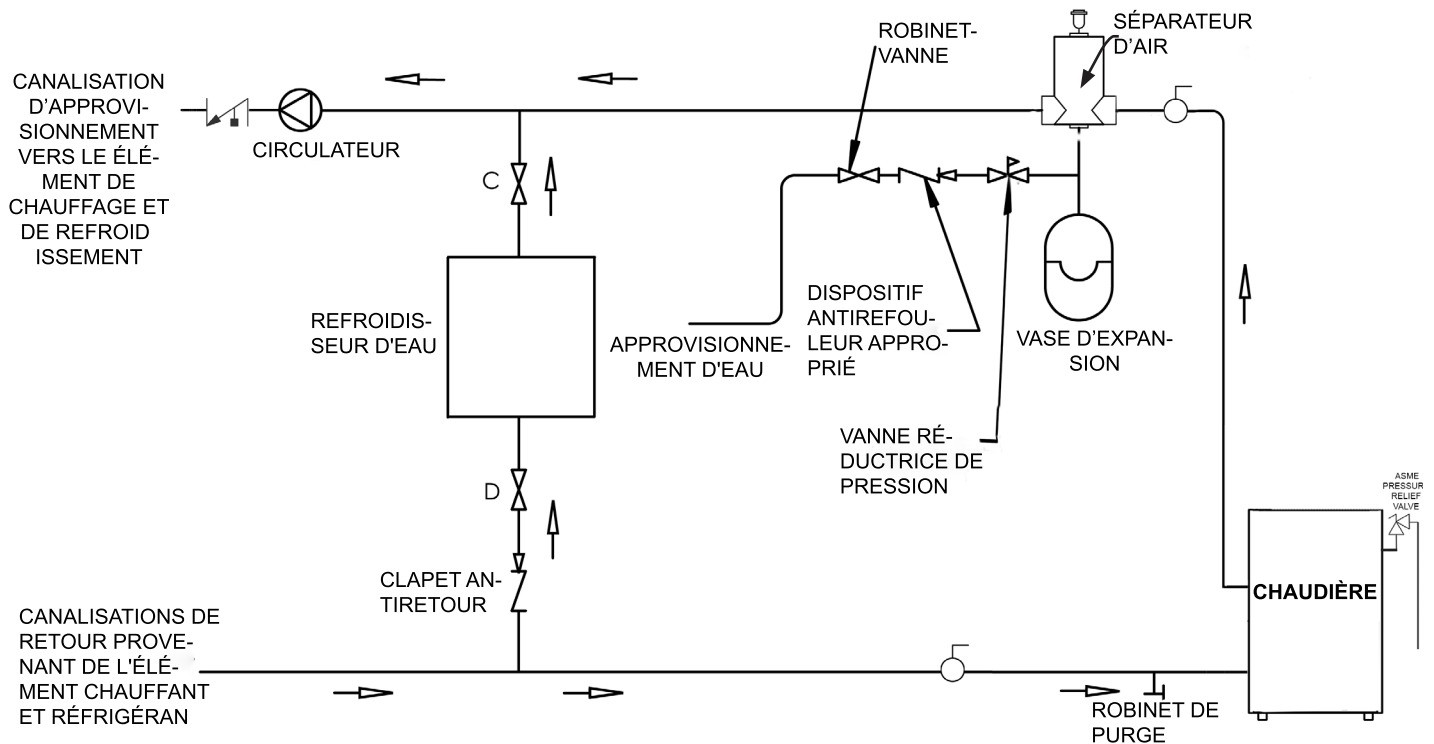 ROBINET-
VANNE
SÉPARATEUR
D'AIR
CANALISATION
D'APPROVI-
SIONNEMENT
VERS LE ÉLÉ-
MENT DE
CHAUFFAGE ET
DE REFROID
ISSEMENT
CIRCULATEUR
C
REFROIDIS-
SEUR D'EAU
APPROVISIONNE-
MENT D'EAU
DISPOSITIF
ANTIREFOU-
LEUR APPRO-
PRIÉ
VASE D'EXPAN-
SION
VANNE RÉ-
DUCTRICE DE
PRESSION
D
ASME
PRESSUR
RELIEF
VALVE
CLAPET AN-
TIRETOUR
CHAUDIÈRE
CANALISATIONS DE
RETOUR PROVE-
NANT DE L'ÉLÉ-
MENT CHAUFFANT
ET RÉFRIGÉRAN
ROBINET DE
PURGE